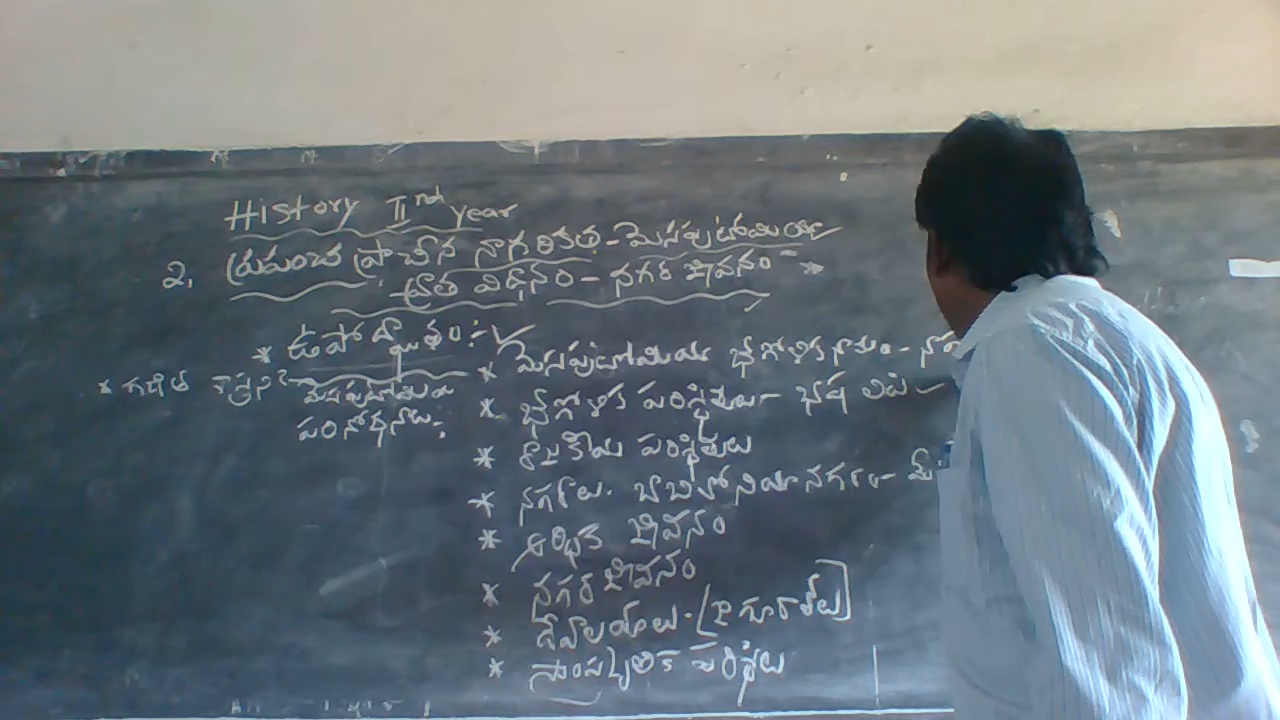 History IInd year
2. ప్రపంచ ప్రాచీన నాగరికత - మెసపుటోమియా
వ్రాత విధానం - నగర జీవనం *
* ఉపోద్ఘాతం :-
* మెసపుటోమియా భౌగోళిక నామం -
* గణిత శాస్త్రం
మెసపుటోమియా
* భౌగోళిక పరిస్థితులు - భాష లిపి -
* రాజకీయ పరిస్థితులు
* నగరాలు. బాబిలోనియా నగరం -
* ఆర్థిక జీవనం
* నగర జీవనం
* దేవాలయాలు.
* సాంస్కృతిక పరిస్థితులు